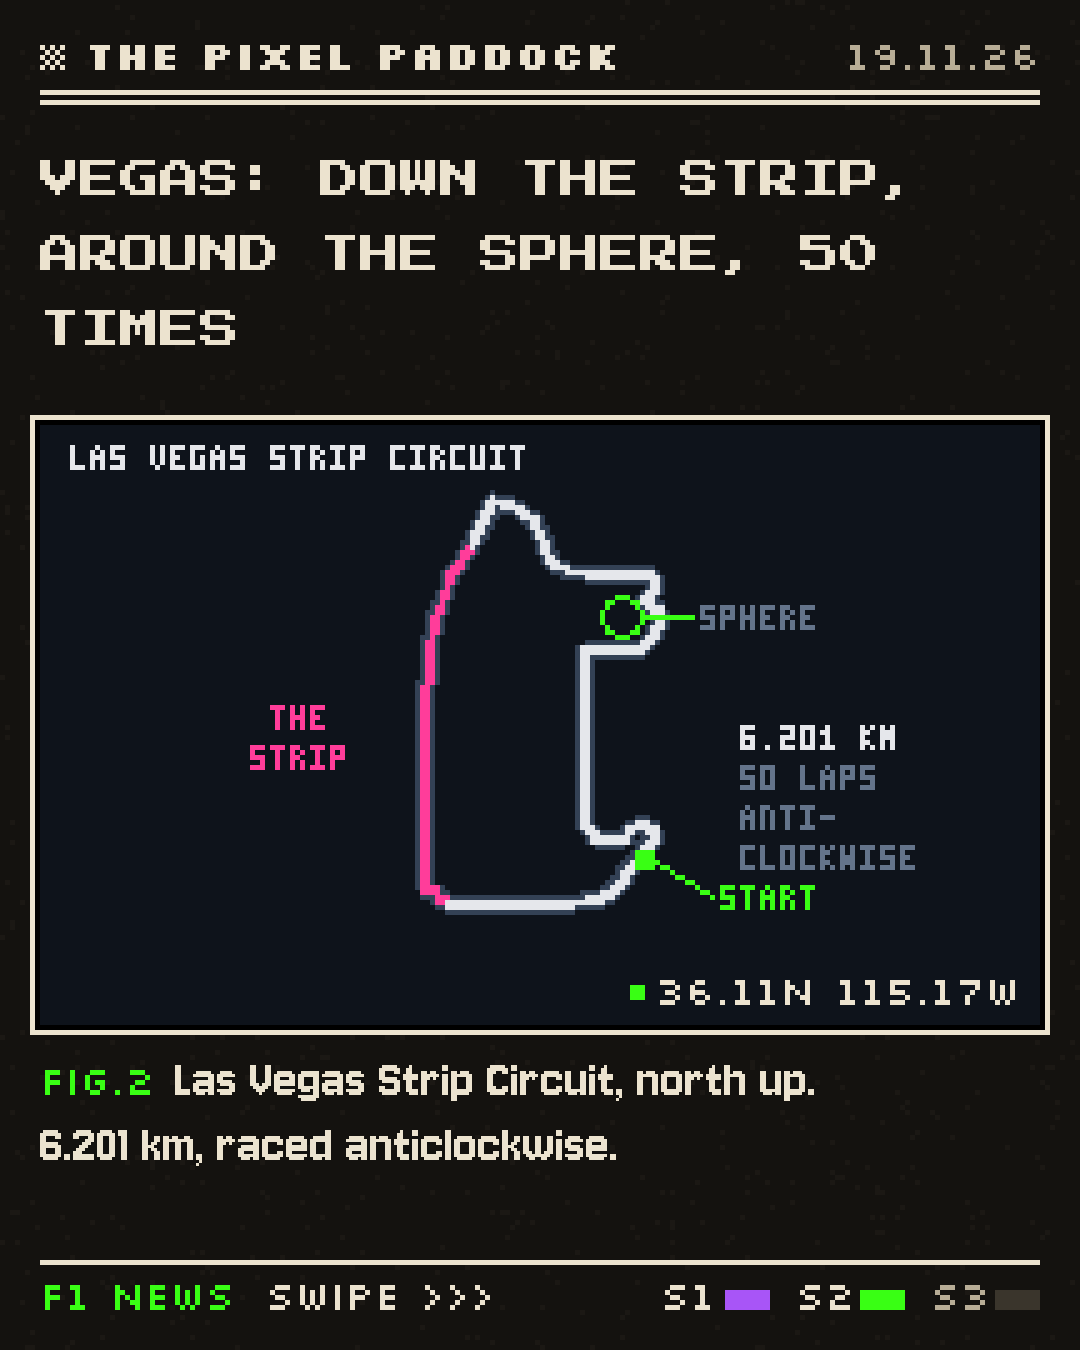 THE PIXEL PADDOCK
19.11.26
VEGAS: DOWN THE STRIP,
AROUND THE SPHERE, 50
TIMES
LAS VEGAS STRIP CIRCUIT
SPHERE
THE
STRIP
6.201 KM
50 LAPS
ANTI-
CLOCKWISE
START
36.11N 115.17W
FIG.2 Las Vegas Strip Circuit, north up.
6.201 km, raced anticlockwise.
F1 NEWS SWIPE >>> S1 S2 S3